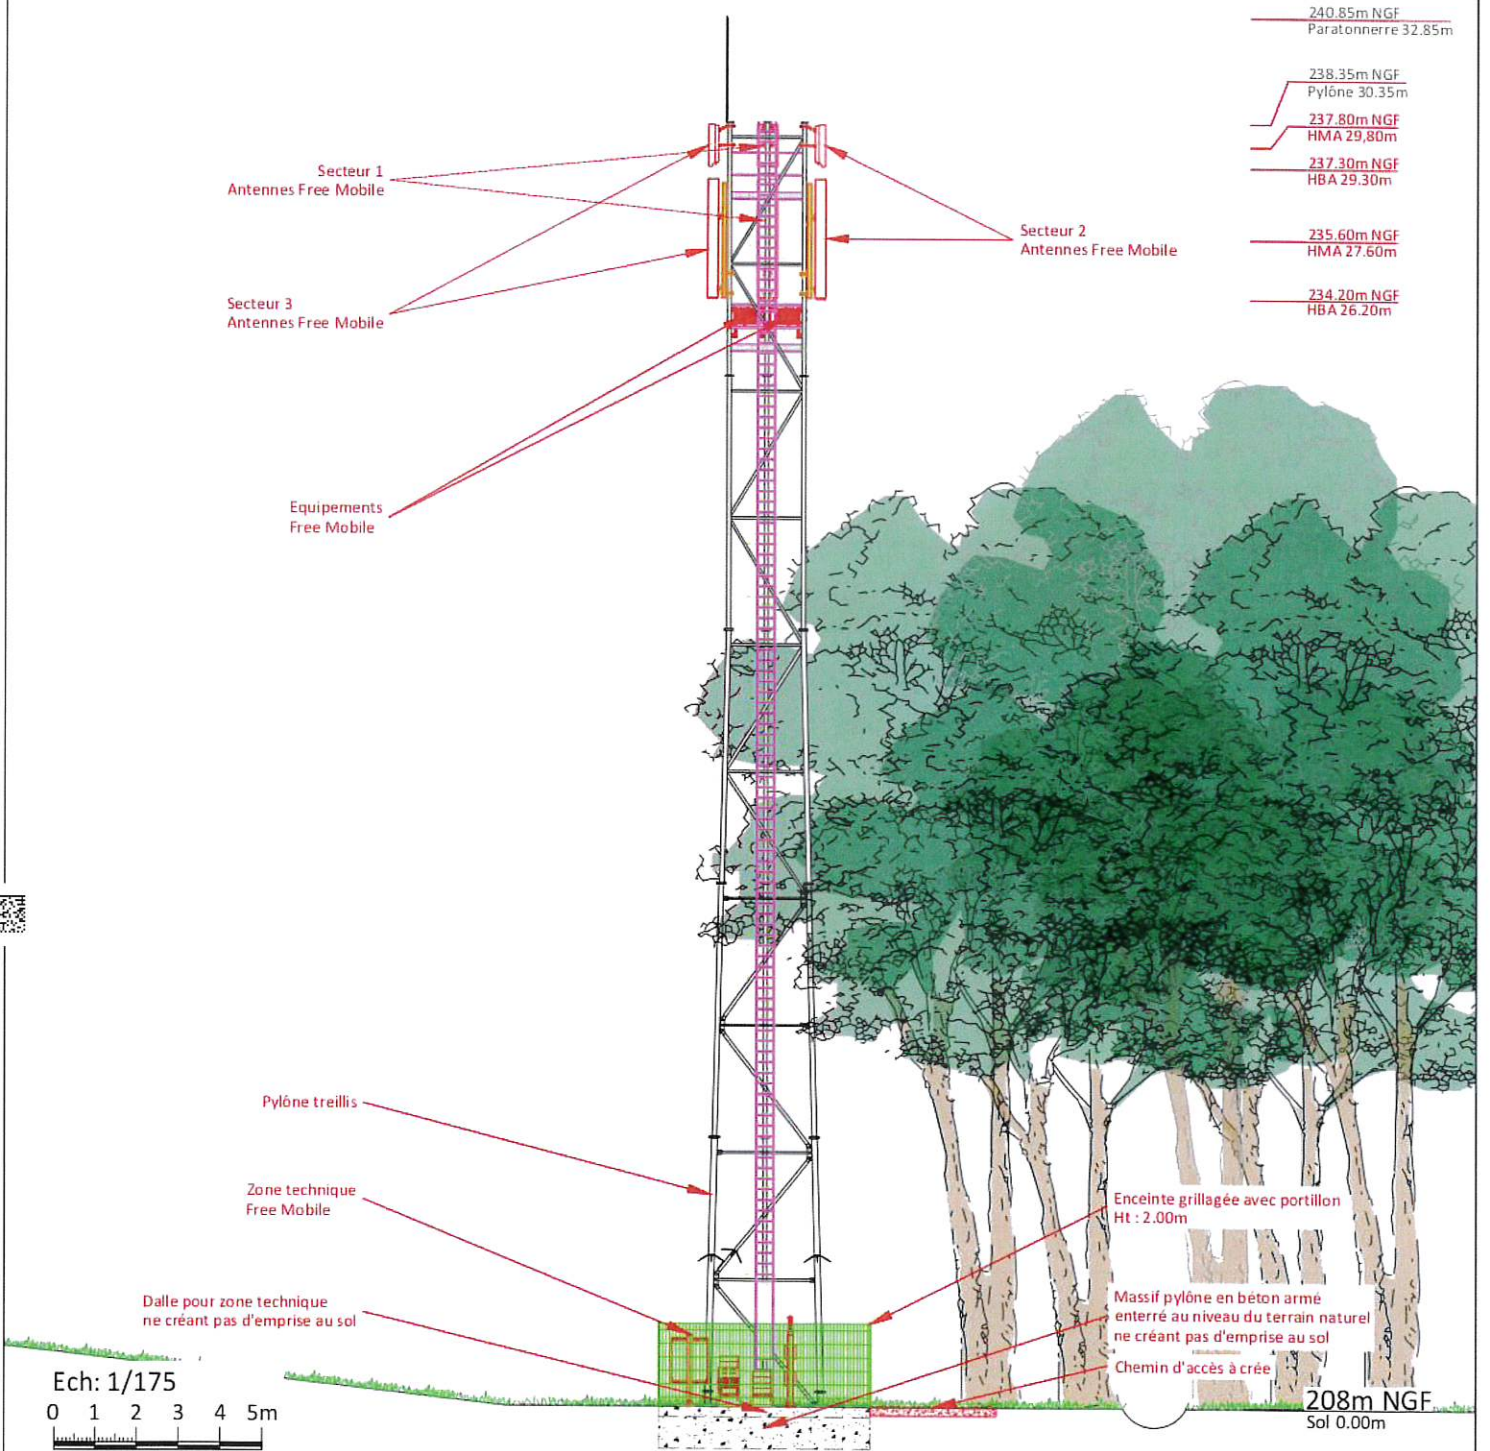 240.85m NGF
Paratonnerre 32.85m
238.35m NGF
Pylône 30.35m
237.80m NGF
HMA 29,80m
237.30m NGF
HBA 29.30m
Secteur 1
Antennes Free Mobile
Secteur 2
Antennes Free Mobile
235.60m NGF
HMA 27.60m
Secteur 3
Antennes Free Mobile
234.20m NGF
HBA 26.20m
Equipements
Free Mobile
Pylône treillis
Zone technique
Free Mobile
Enceinte grillagée avec portillon
Ht : 2.00m
Dalle pour zone technique
ne créant pas d'emprise au sol
Massif pylône en béton armé
enterré au niveau du terrain naturel
ne créant pas d'emprise au sol
Chemin d'accès à crée
Ech: 1/175
0 1 2 3 4 5m
208m NGF
Sol 0.00m